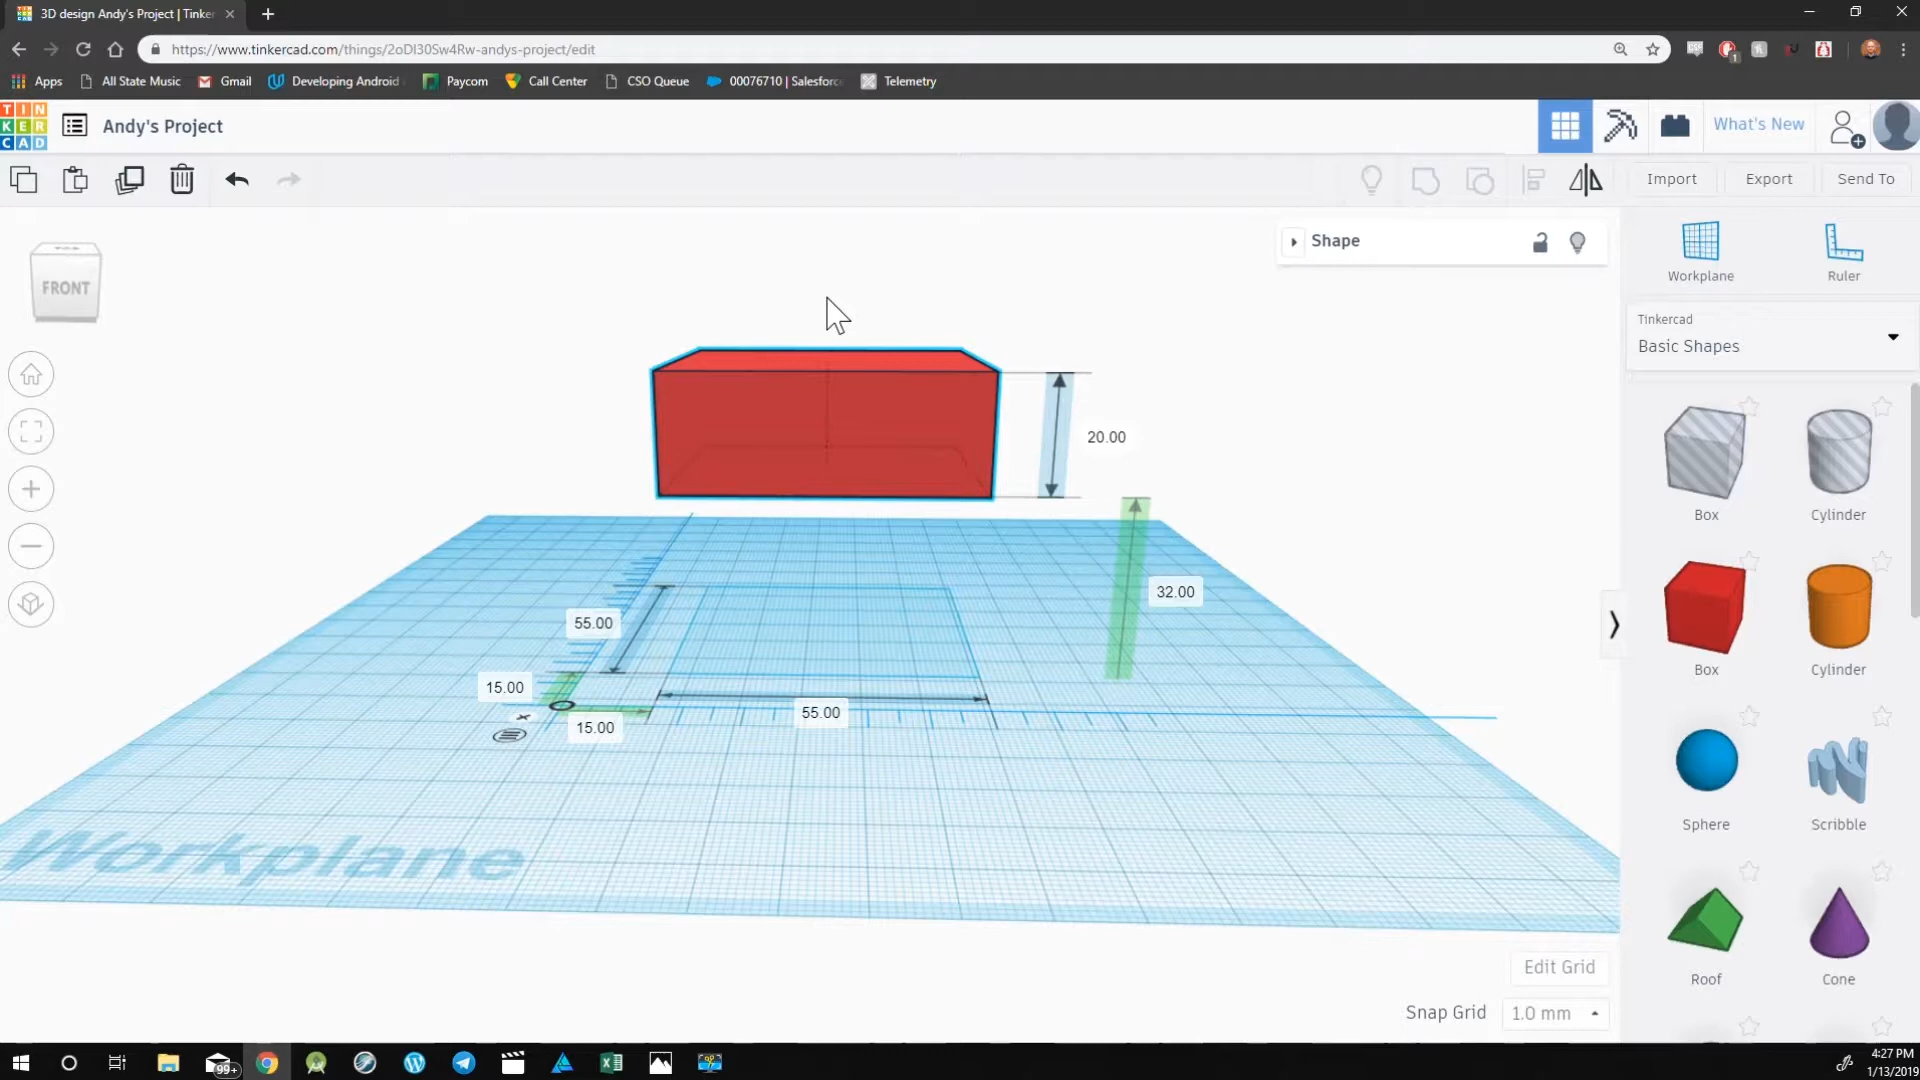 3D design Andy's Project | Tinker
https://www.tinkercad.com/things/2oDI30Sw4Rw-andys-project/edit
Apps All State Music Gmail Developing Android Paycom Call Center CSO Queue 00076710 | Salesforc Telemetry
TIN
KER
CAD
Andy's Project
What's New
Import Export Send To
Shape
FRONT
Workplane
Ruler
Tinkercad
Basic Shapes
20.00
Box Cylinder
32.00
55.00
Box Cylinder
15.00
55.00
15.00
Sphere Scribble
Workplane
Edit Grid
Roof Cone
Snap Grid 1.0 mm
99+
4:27 PM
1/13/2019